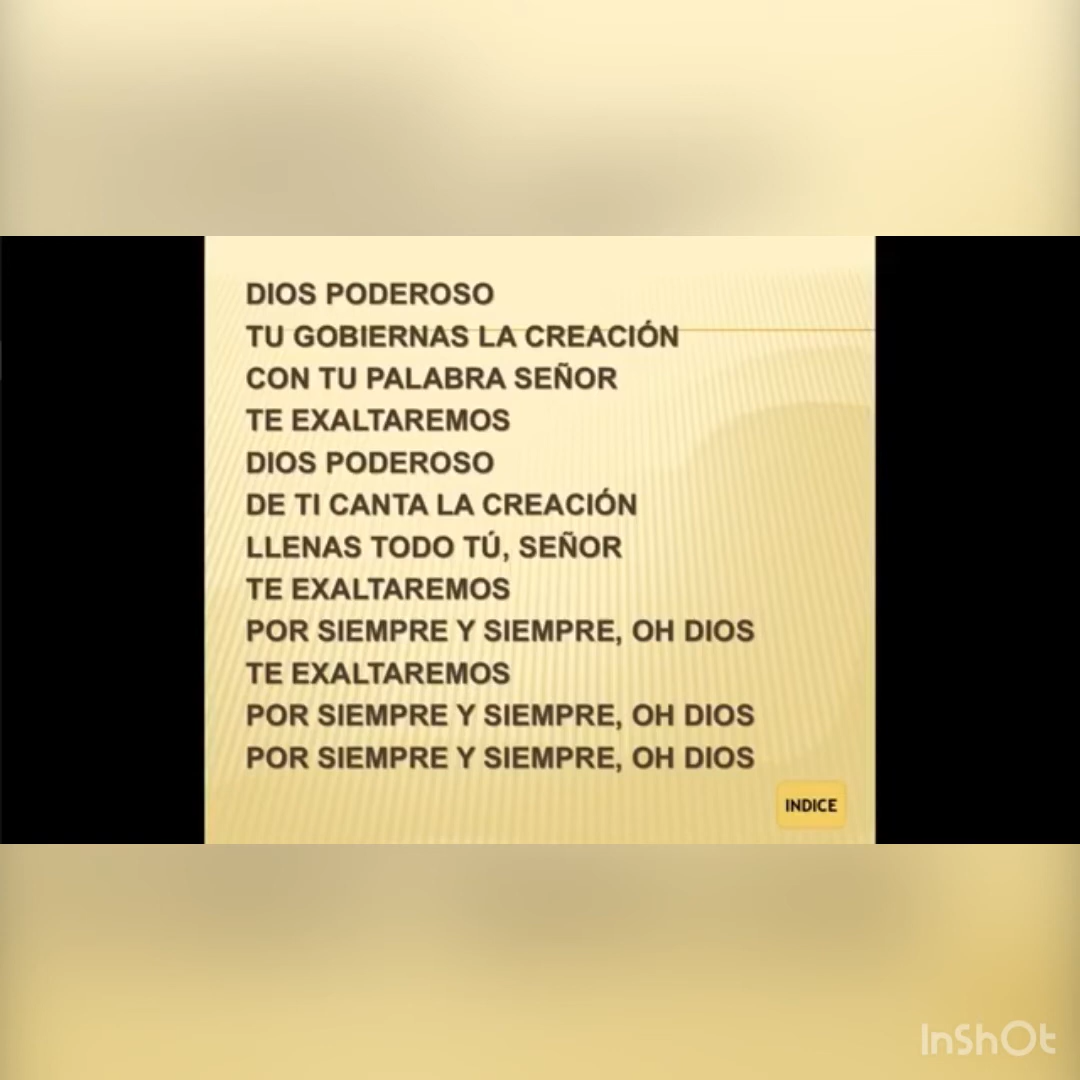 DIOS PODEROSO
TU GOBIERNAS LA CREACIÓN
CON TU PALABRA SEÑOR
TE EXALTAREMOS
DIOS PODEROSO
DE TI CANTA LA CREACIÓN
LLENAS TODO TÚ, SEÑOR
TE EXALTAREMOS
POR SIEMPRE Y SIEMPRE, OH DIOS
TE EXALTAREMOS
POR SIEMPRE Y SIEMPRE, OH DIOS
POR SIEMPRE Y SIEMPRE, OH DIOS
INDICE
InShOt